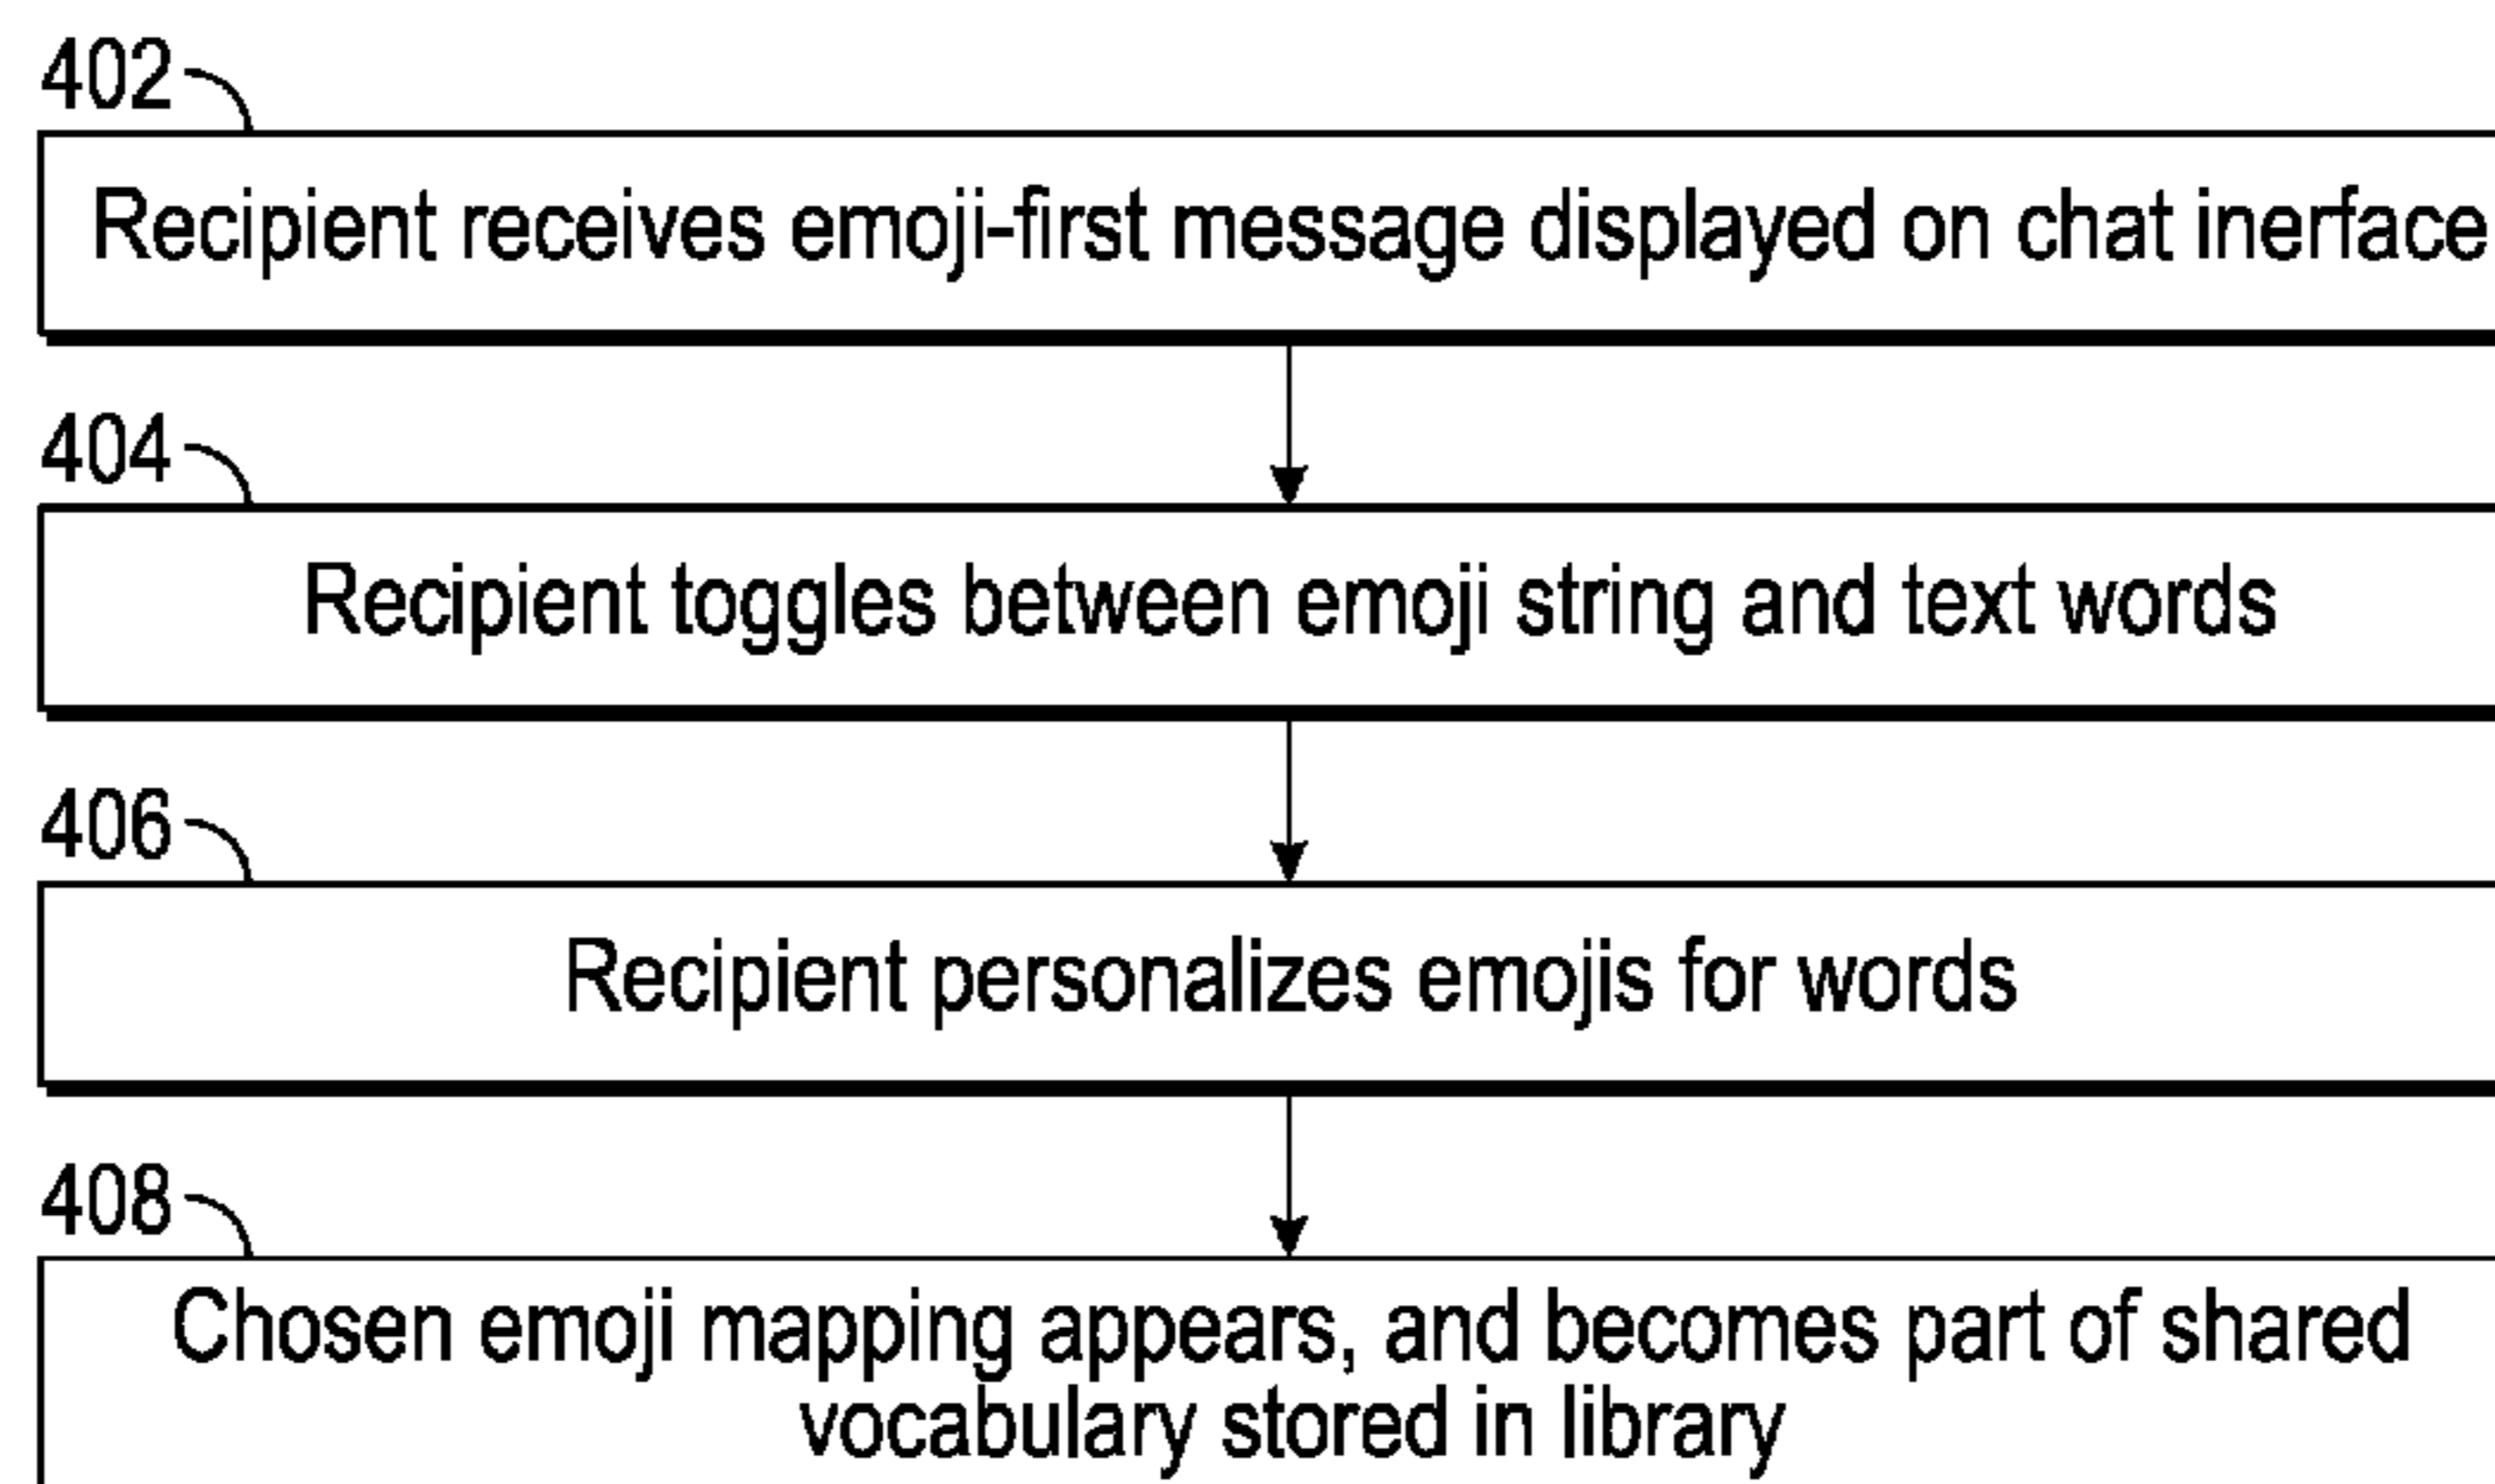 402
Recipient receives emoji-first message displayed on chat inerface
404
Recipient toggles between emoji string and text words
406
Recipient personalizes emojis for words
408
Chosen emoji mapping appears, and becomes part of shared
vocabulary stored in library